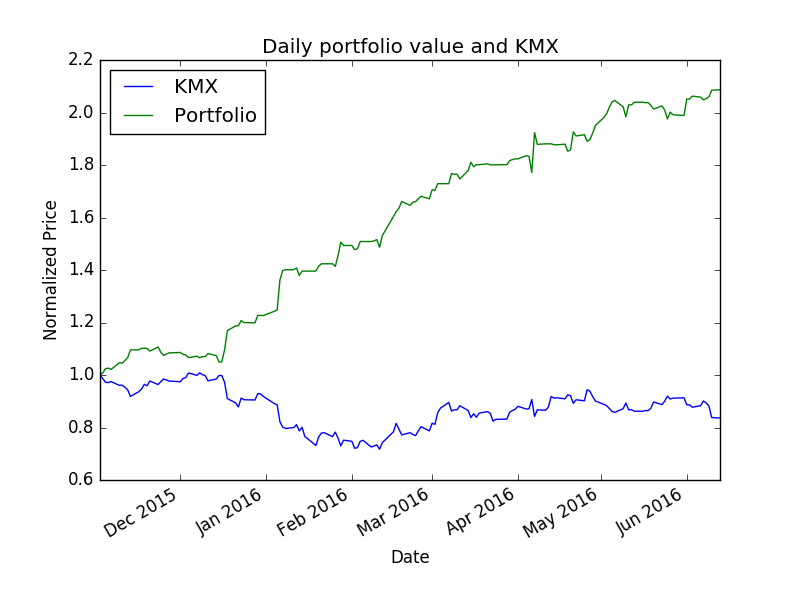 Daily portfolio value and KMX
2.2
2.0
1.8
1.6
1.4
1.2
1.0
0.8
0.6
Normalized Price
KMX
Portfolio
Dec 2015
Jan 2016
Feb 2016
Mar 2016
Apr 2016
May 2016
Jun 2016
Date